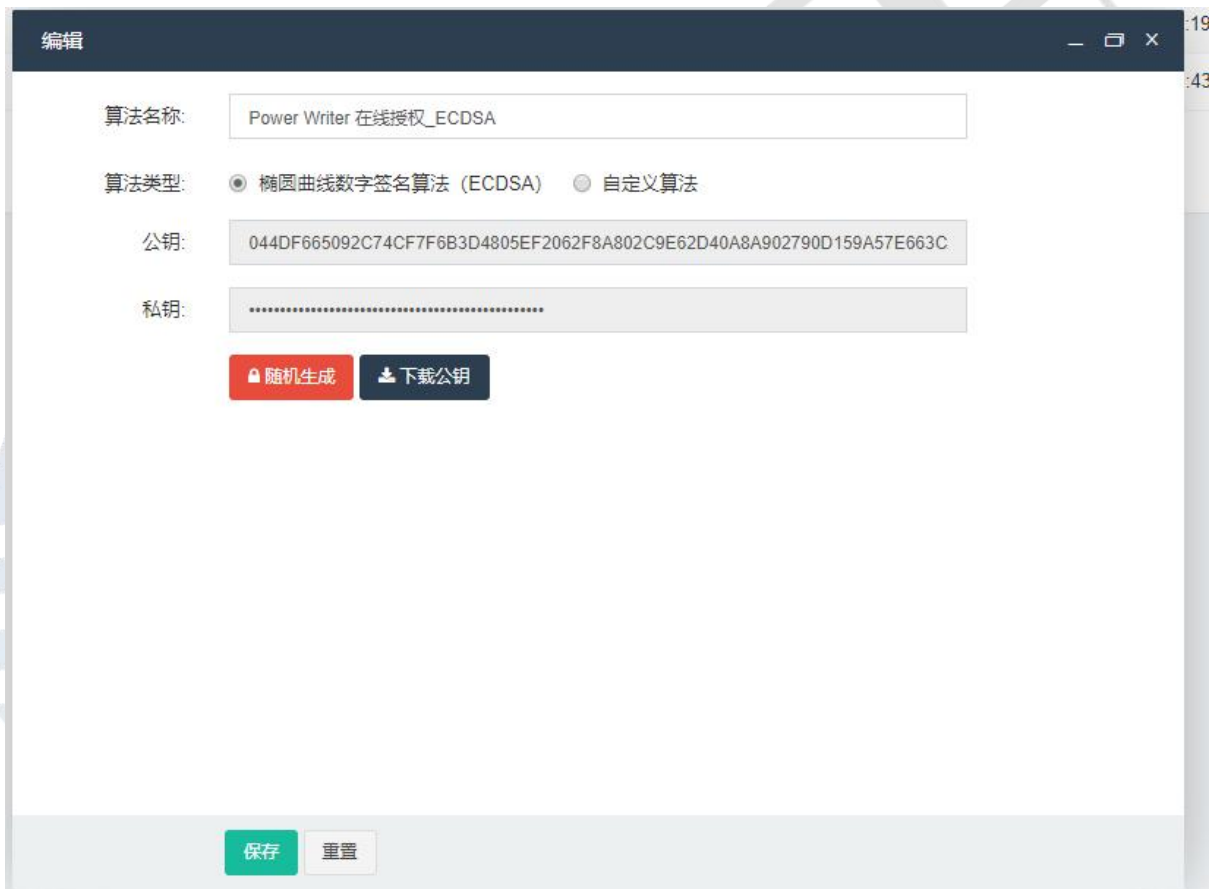 编辑
:19
:43
算法名称: Power Writer 在线授权_ECDSA
算法类型: 椭圆曲线数字签名算法 (ECDSA) 自定义算法
公钥: 044DF665092C74CF7F6B3D4805EF2062F8A802C9E62D40A8A902790D159A57E663C
私钥: ••••••••••••••••••••••••••••••••••••••••••••••••
随机生成 下载公钥
保存 重置